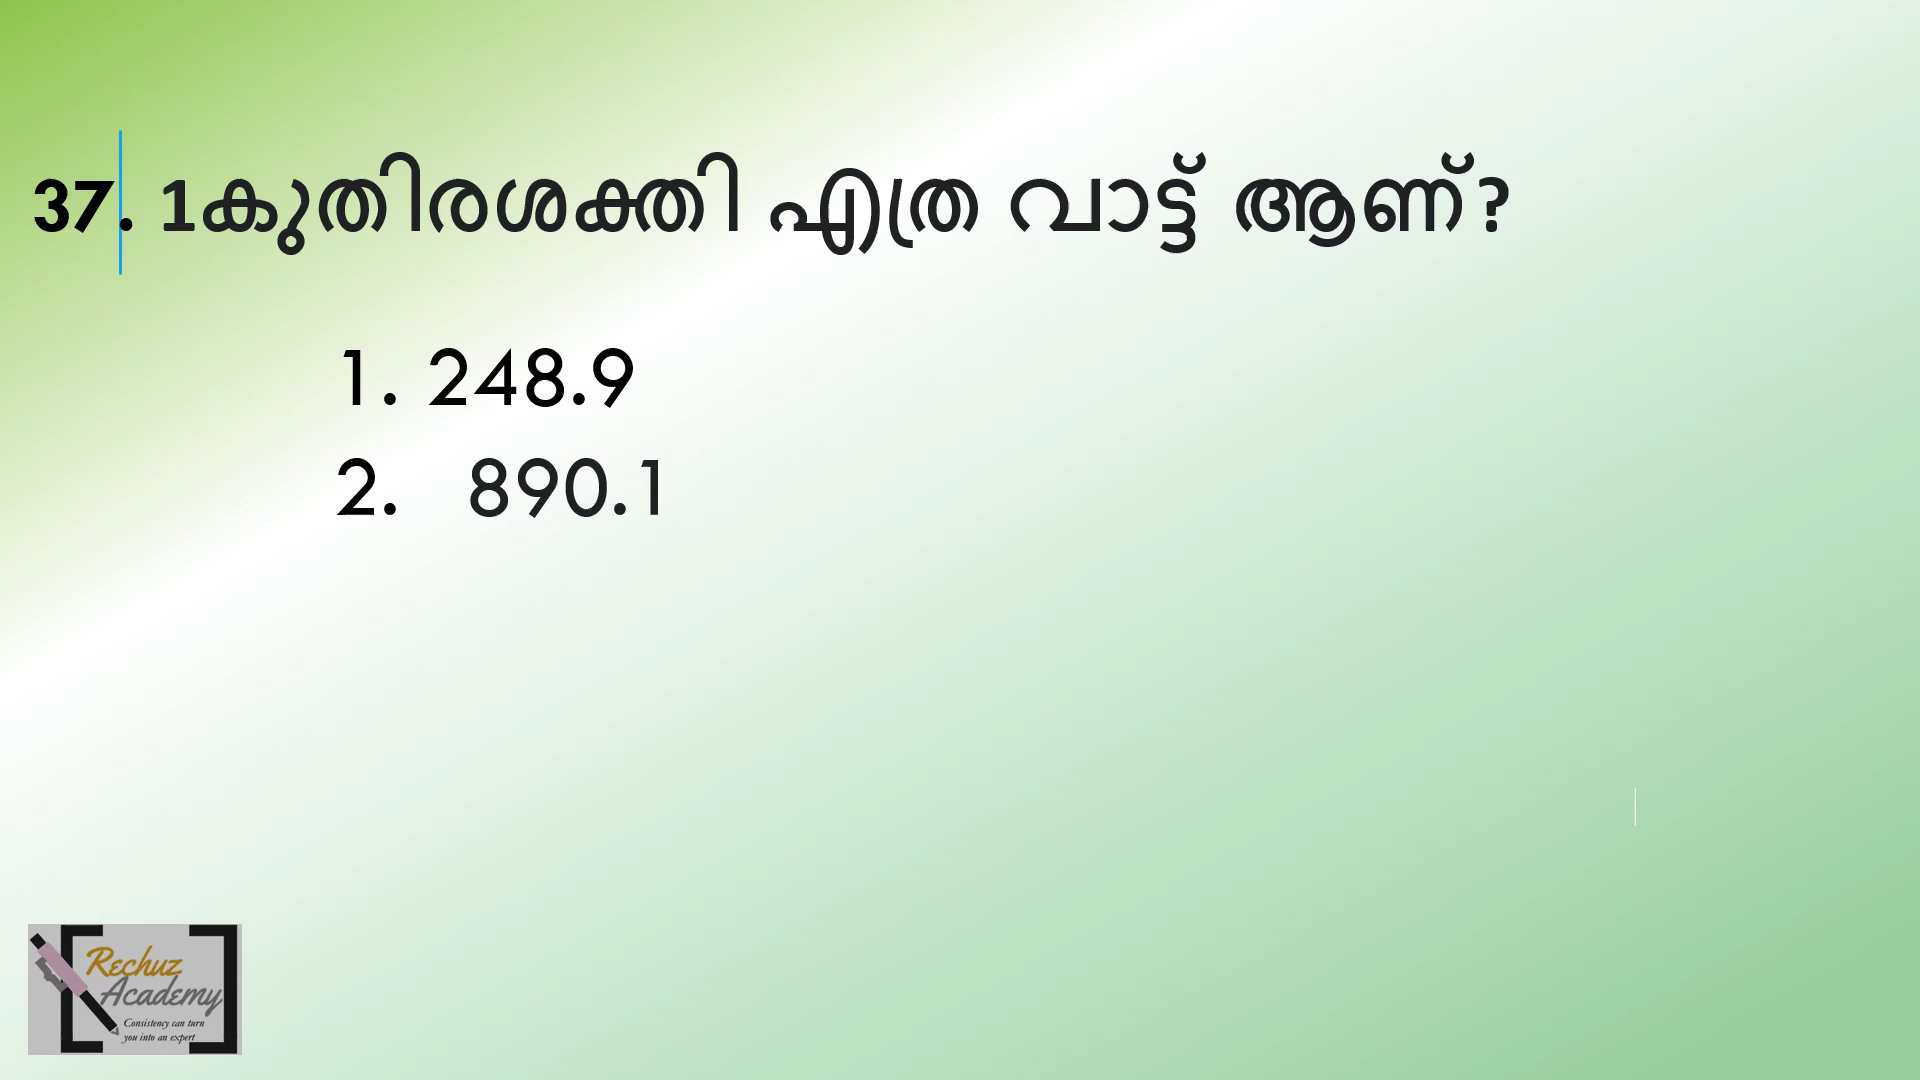 37. 1കുതിരശക്തി എത്ര വാട്ട് ആണ്?
1. 248.9
2. 890.1
Rechuz
Academy
Consistency can turn
you into an expert